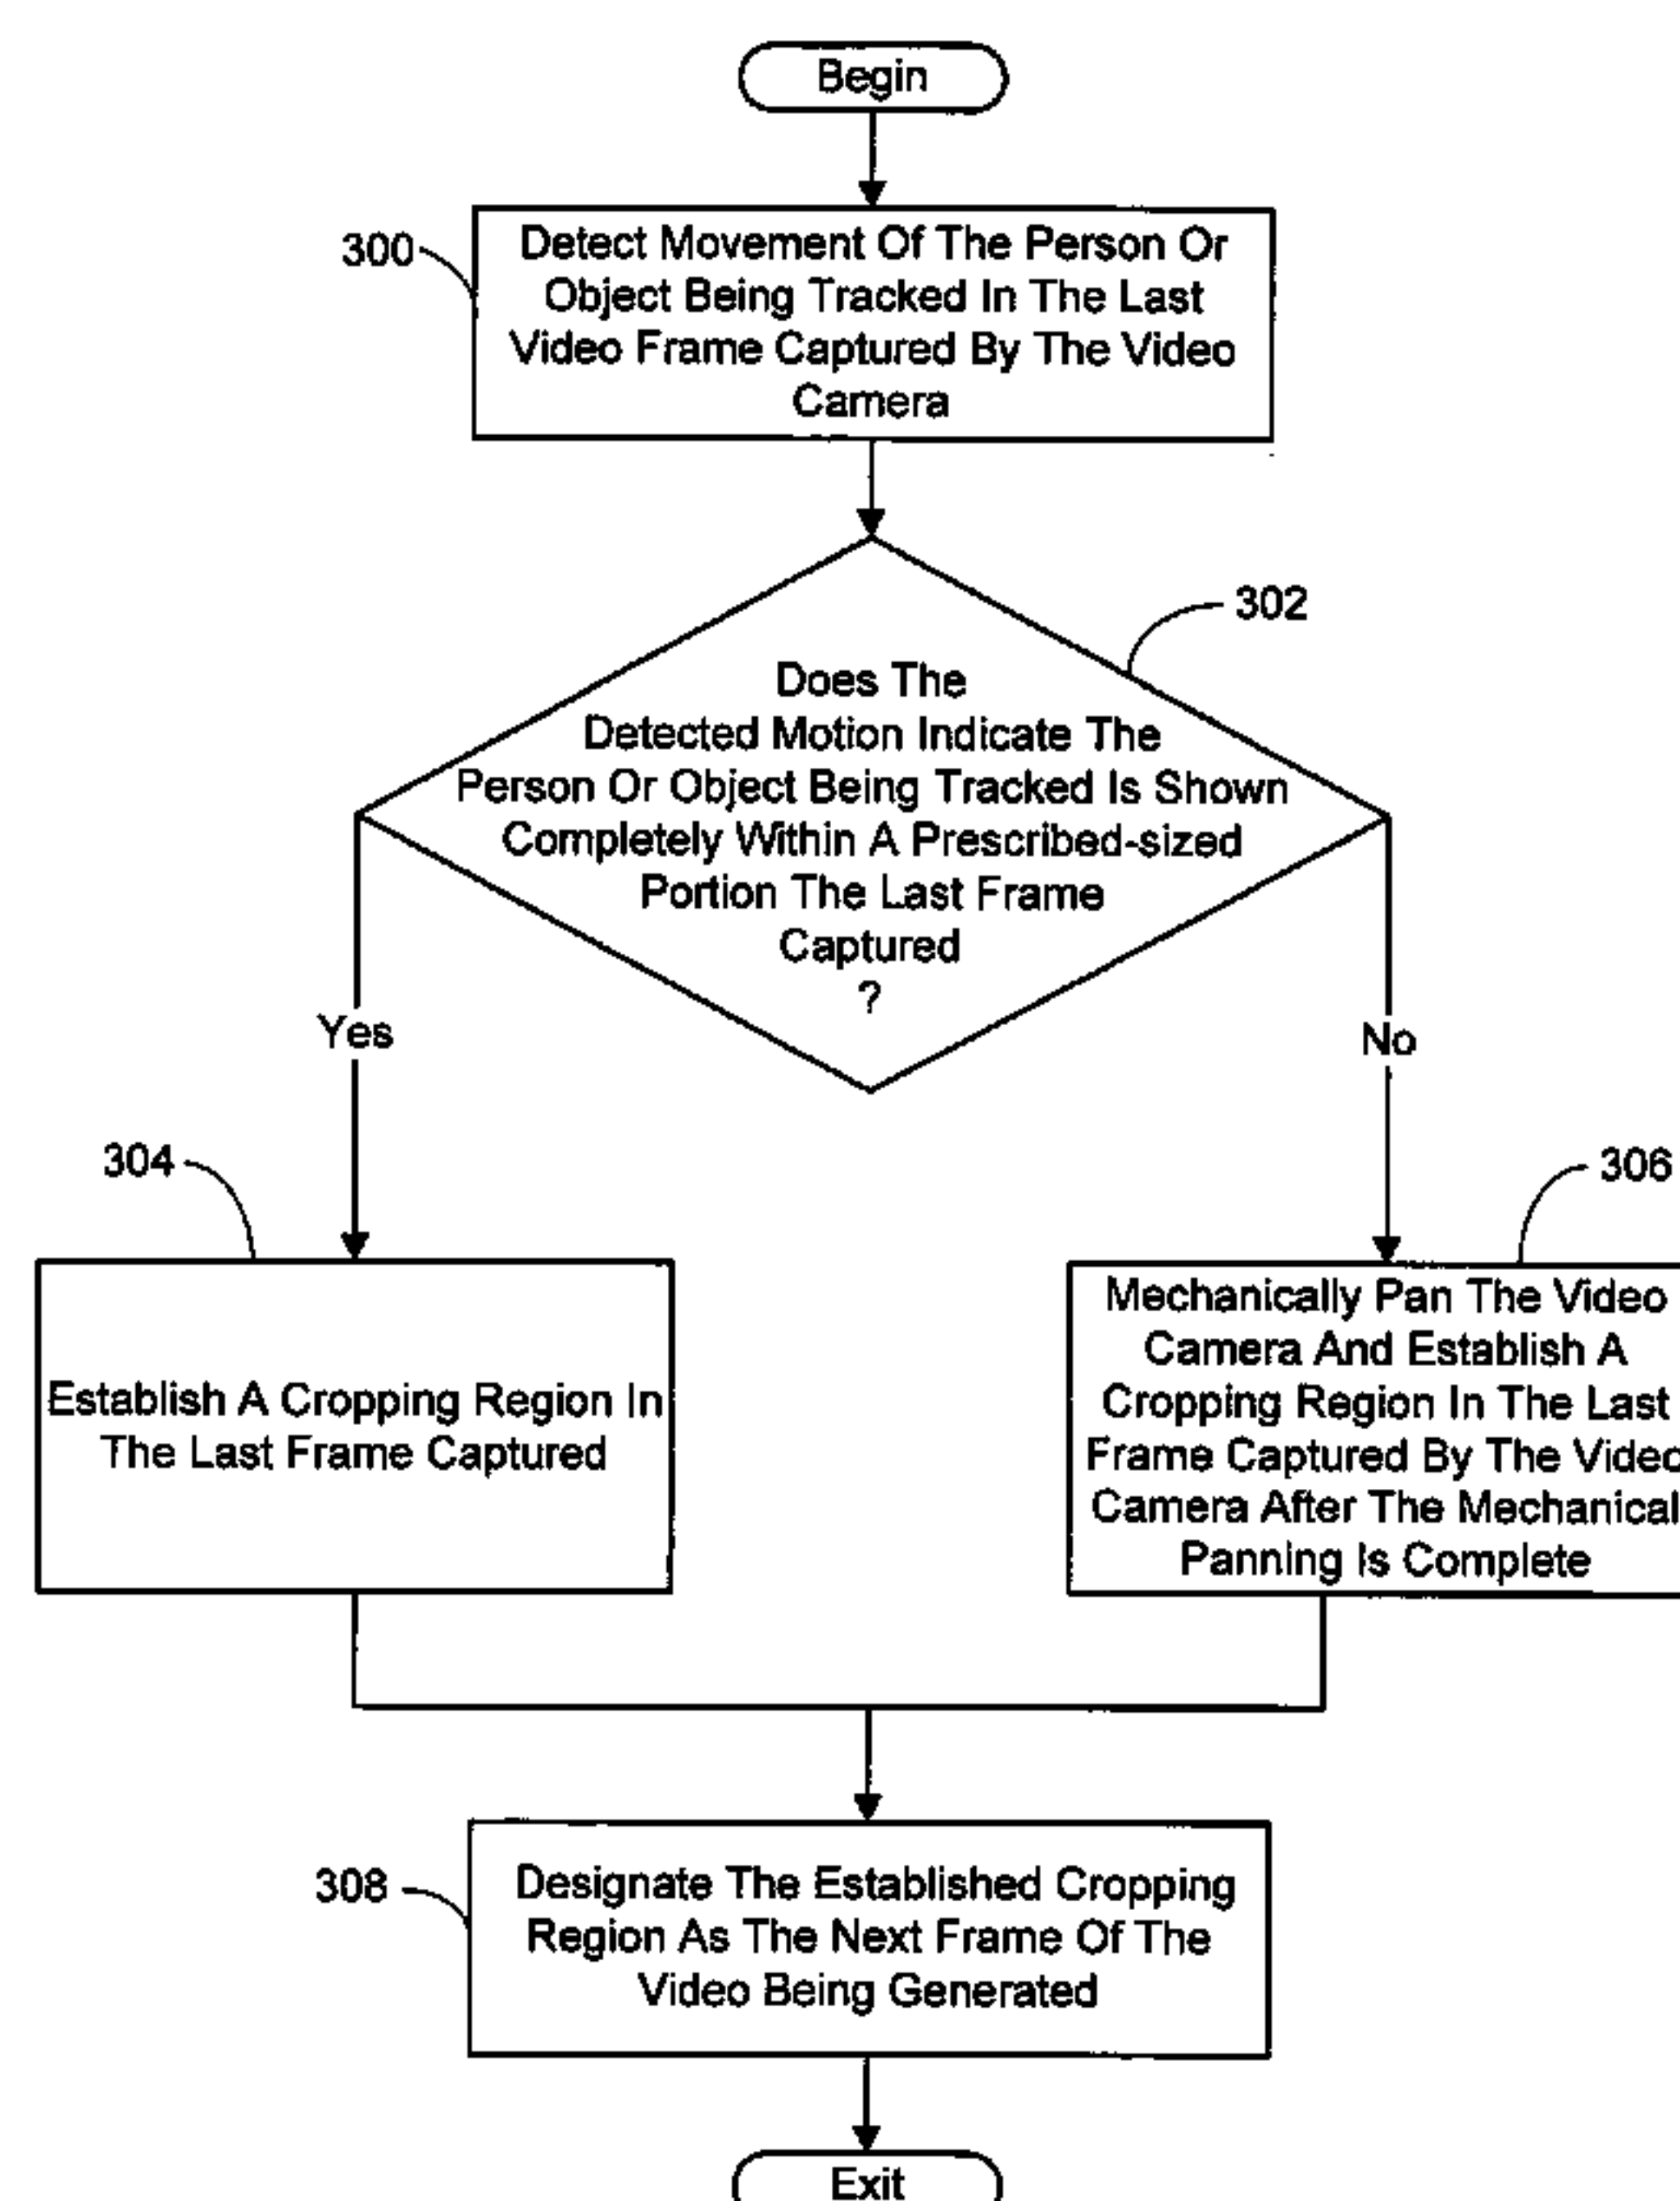 Begin
300
Detect Movement Of The Person Or
Object Being Tracked In The Last
Video Frame Captured By The Video
Camera
302
Does The
Detected Motion Indicate The
Person Or Object Being Tracked Is Shown
Completely Within A Prescribed-sized
Portion The Last Frame
Captured
?
Yes
No
304
Establish A Cropping Region In
The Last Frame Captured
306
Mechanically Pan The Video
Camera And Establish A
Cropping Region In The Last
Frame Captured By The Video
Camera After The Mechanical
Panning Is Complete
308
Designate The Established Cropping
Region As The Next Frame Of The
Video Being Generated
Exit